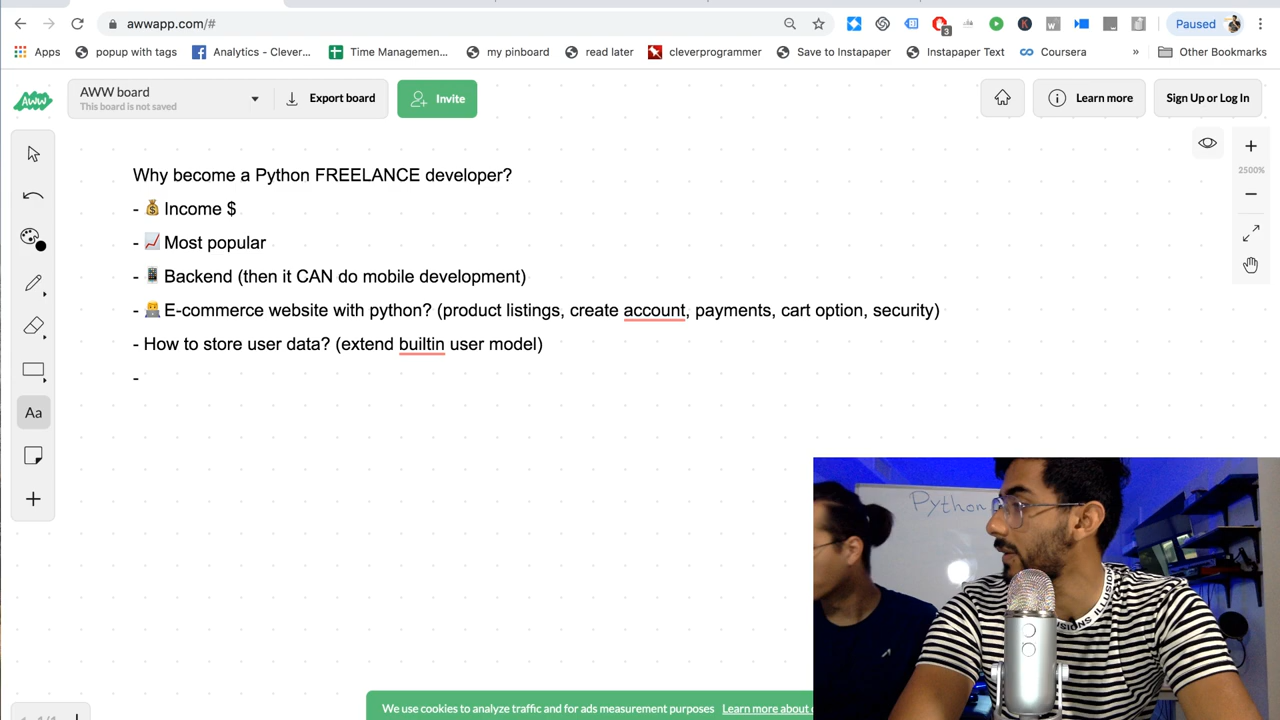 awwapp.com/#
3
Paused
Apps
popup with tags
Analytics - Clever...
Time Managemen...
my pinboard
read later
cleverprogrammer
Save to Instapaper
Instapaper Text
Coursera
»
Other Bookmarks
AWW
AWW board
This board is not saved
Export board
Invite
Learn more
Sign Up or Log In
2500%
Aa
Why become a Python FREELANCE developer?
- 💰 Income $
- 📈 Most popular
- 📱 Backend (then it CAN do mobile development)
- 👨‍💻 E-commerce website with python? (product listings, create account, payments, cart option, security)
- How to store user data? (extend builtin user model)
-
Python
We use cookies to analyze traffic and for ads measurement purposes Learn more about